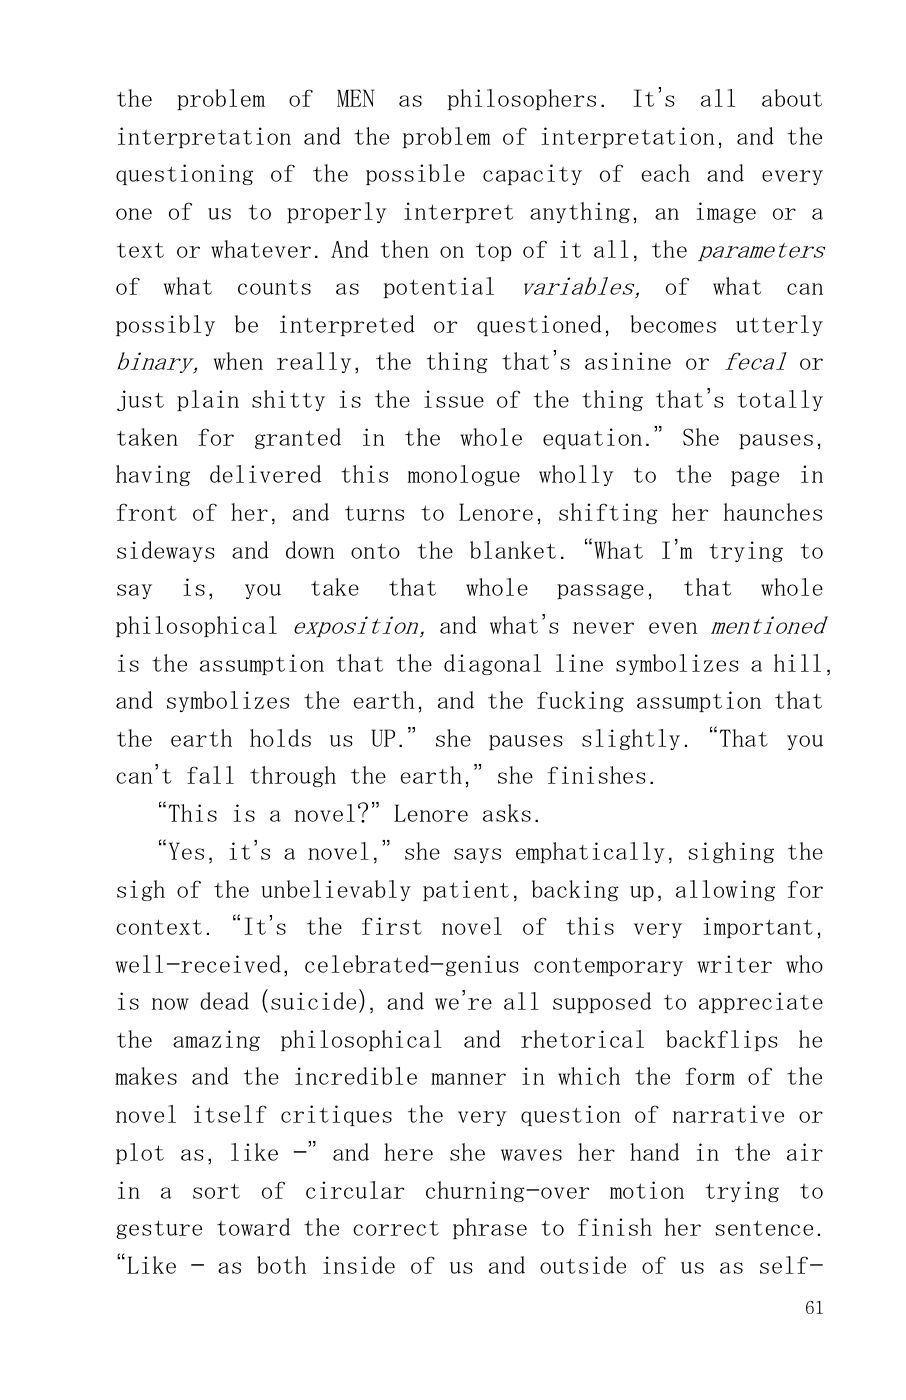 the problem of MEN as philosophers. It's all about
interpretation and the problem of interpretation, and the
questioning of the possible capacity of each and every
one of us to properly interpret anything, an image or a
text or whatever. And then on top of it all, the parameters
of what counts as potential variables, of what can
possibly be interpreted or questioned, becomes utterly
binary, when really, the thing that's asinine or fecal or
just plain shitty is the issue of the thing that's totally
taken for granted in the whole equation.” She pauses,
having delivered this monologue wholly to the page in
front of her, and turns to Lenore, shifting her haunches
sideways and down onto the blanket. “What I'm trying to
say is, you take that whole passage, that whole
philosophical exposition, and what's never even mentioned
is the assumption that the diagonal line symbolizes a hill,
and symbolizes the earth, and the fucking assumption that
the earth holds us UP.” she pauses slightly. “That you
can't fall through the earth,” she finishes.
“This is a novel?” Lenore asks.
“Yes, it's a novel,” she says emphatically, sighing the
sigh of the unbelievably patient, backing up, allowing for
context. “It's the first novel of this very important,
well-received, celebrated-genius contemporary writer who
is now dead (suicide), and we're all supposed to appreciate
the amazing philosophical and rhetorical backflips he
makes and the incredible manner in which the form of the
novel itself critiques the very question of narrative or
plot as, like –” and here she waves her hand in the air
in a sort of circular churning-over motion trying to
gesture toward the correct phrase to finish her sentence.
“Like – as both inside of us and outside of us as self-
61